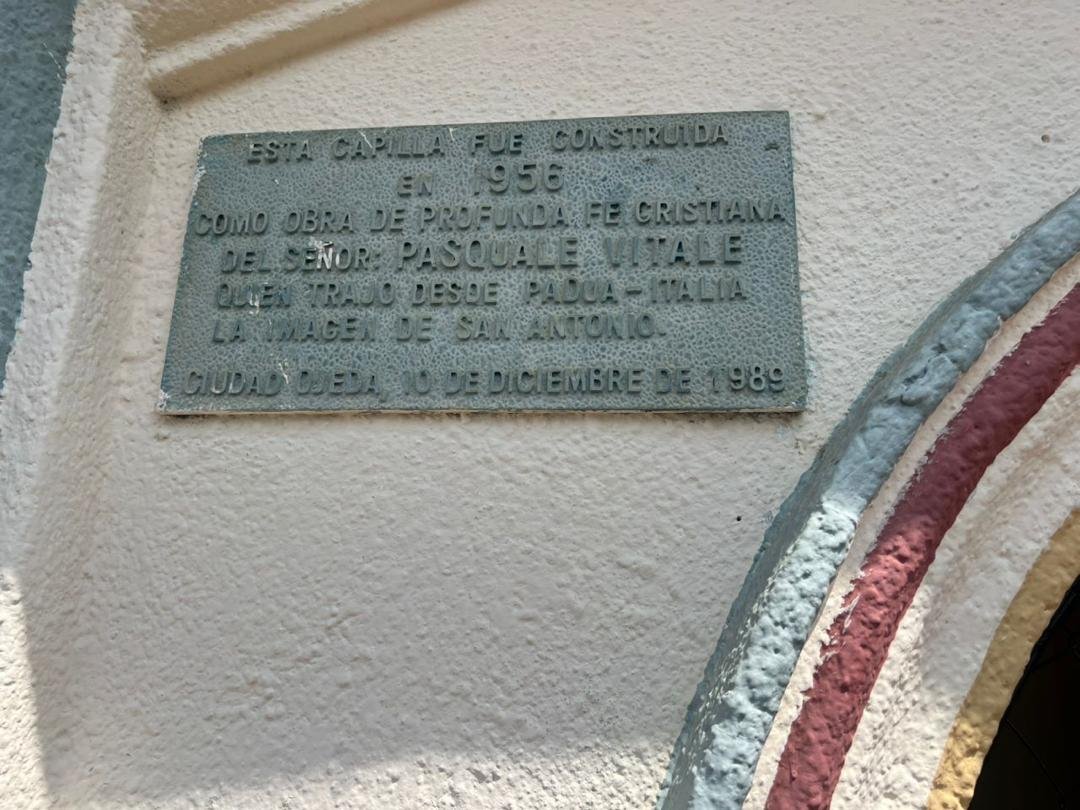 ESTA CAPILLA FUE CONSTRUIDA
EN 1956
COMO OBRA DE PROFUNDA FE CRISTIANA
DEL SEÑOR: PASQUALE VITALE
QUIEN TRAJO DESDE PADUA-ITALIA
LA IMAGEN DE SAN ANTONIO.
CIUDAD OJEDA, 10 DE DICIEMBRE DE 1989